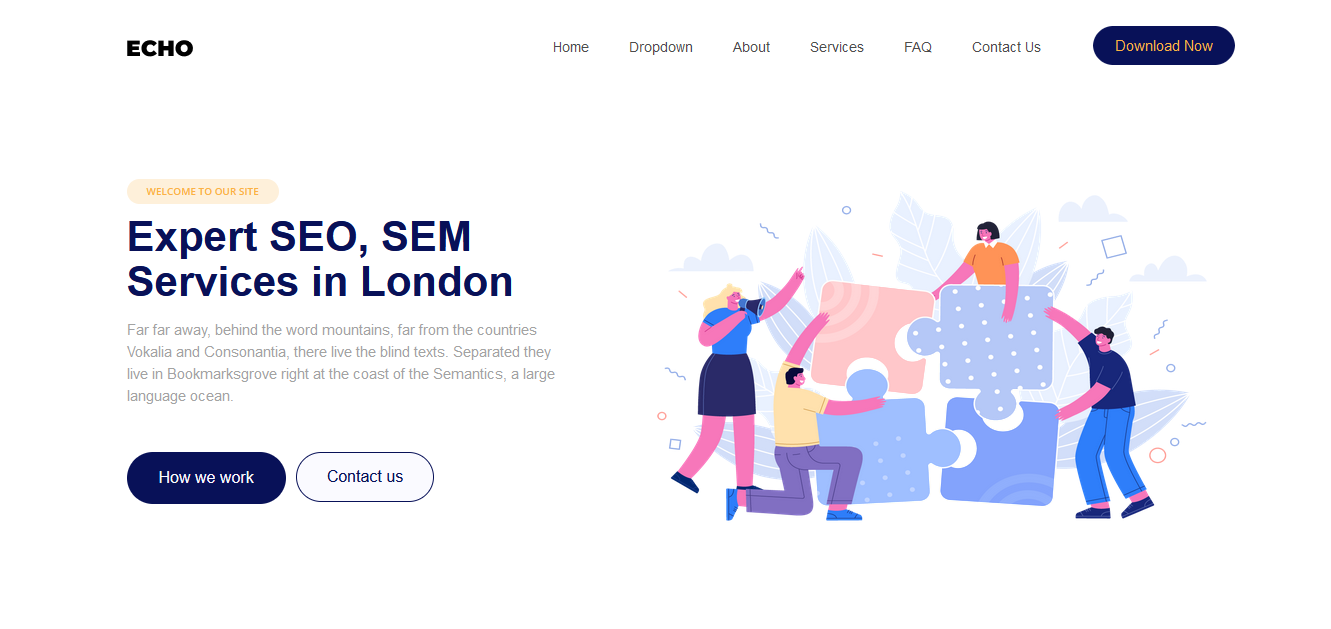 ECHO
Home
Dropdown
About
Services
FAQ
Contact Us
Download Now
WELCOME TO OUR SITE
Expert SEO, SEM
Services in London
Far far away, behind the word mountains, far from the countries
Vokalia and Consonantia, there live the blind texts. Separated they
live in Bookmarksgrove right at the coast of the Semantics, a large
language ocean.
How we work
Contact us